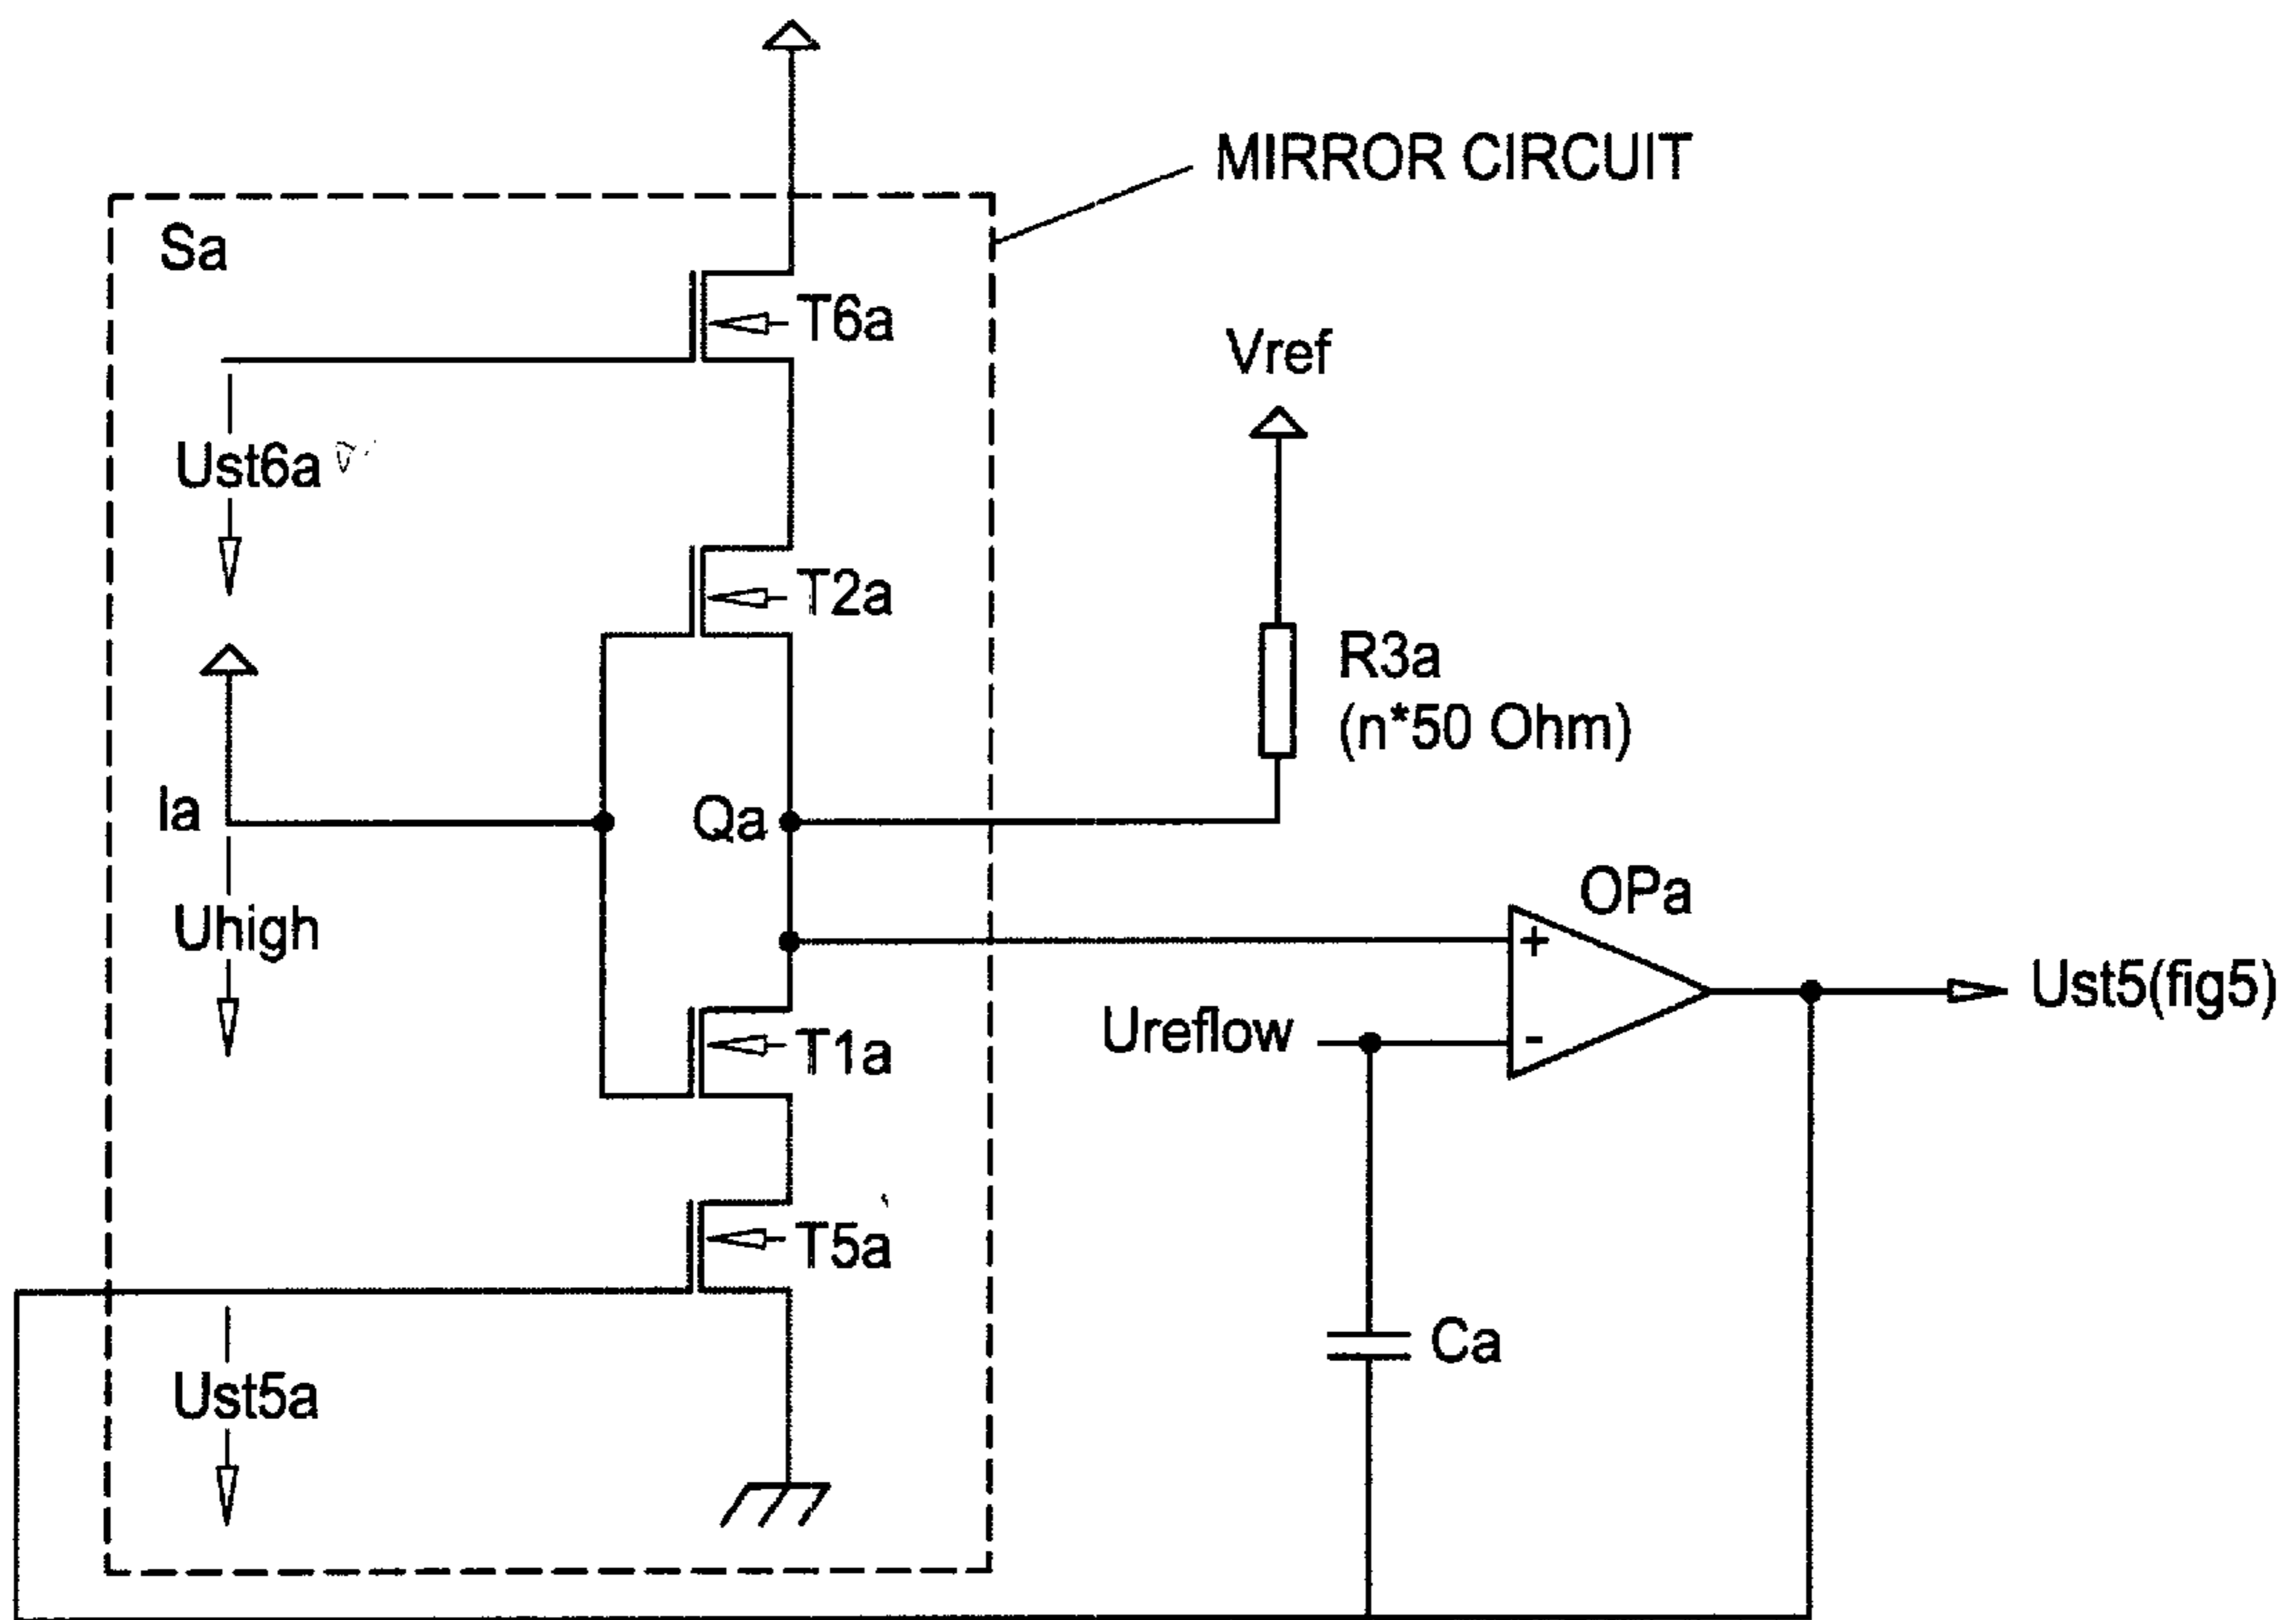 MIRROR CIRCUIT
Sa
T6a
Vref
Ust6a
T2a
R3a
(n*50 Ohm)
Ia
Qa
OPa
Uhigh
+
Ust5(fig5)
Ureflow
-
T1a
T5a
Ca
Ust5a